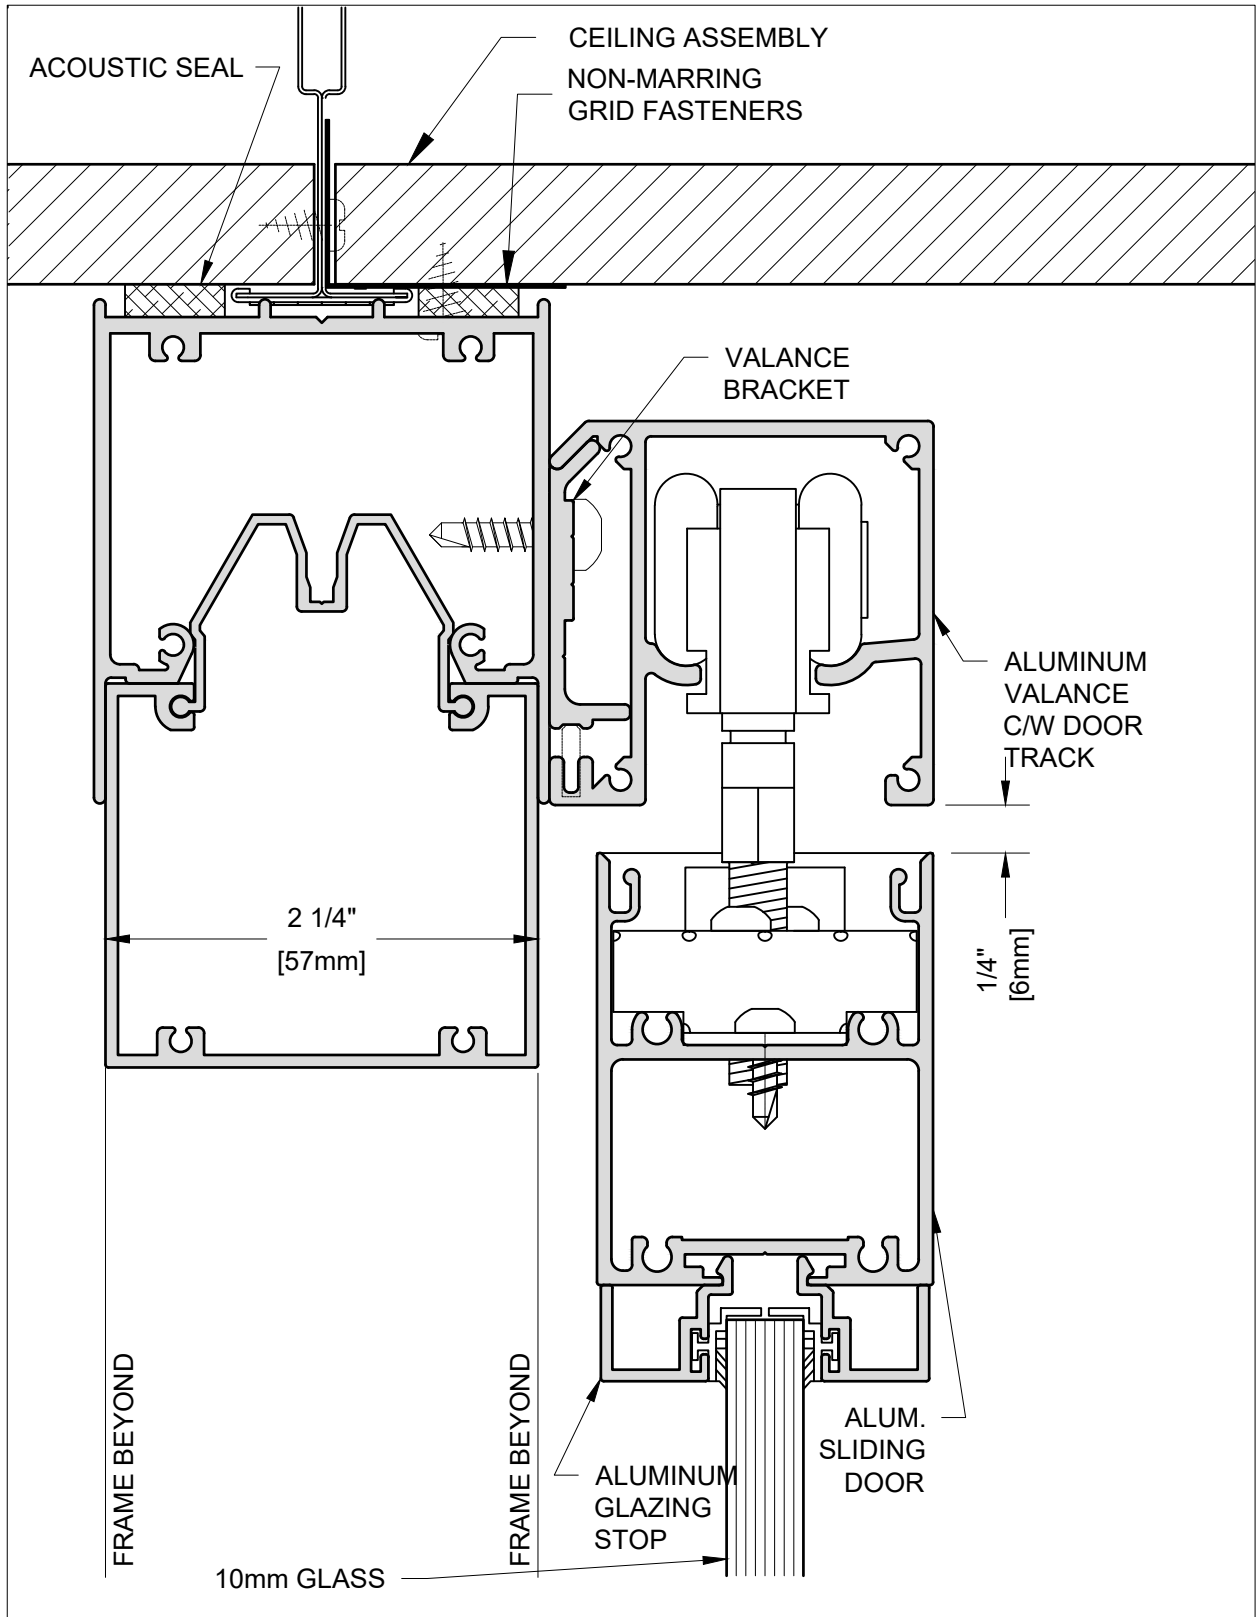 CEILING ASSEMBLY
ACOUSTIC SEAL
NON-MARRING
GRID FASTENERS
VALANCE
BRACKET
ALUMINUM
VALANCE
C/W DOOR
TRACK
2 1/4"
[57mm]
1/4"
[6mm]
FRAME BEYOND
FRAME BEYOND
ALUM.
SLIDING
DOOR
ALUMINUM
GLAZING
STOP
10mm GLASS